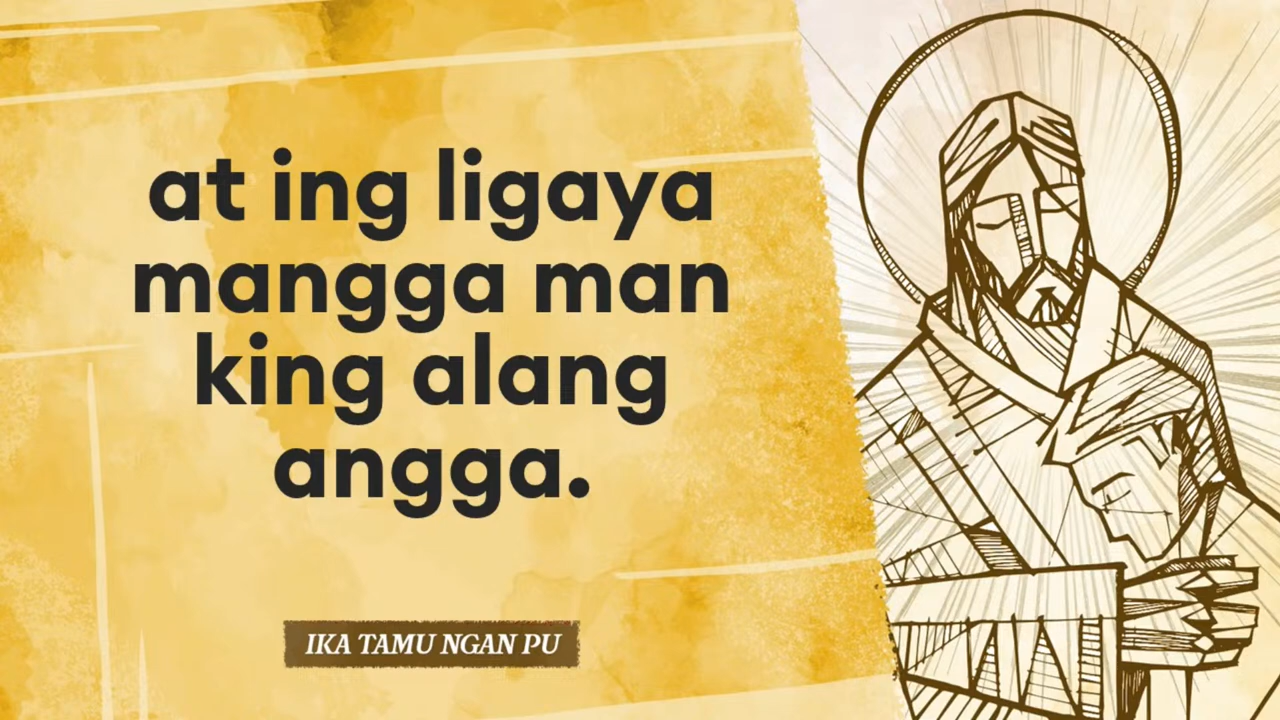 at ing ligaya
mangga man
king alang
angga.
IKA TAMU NGAN PU